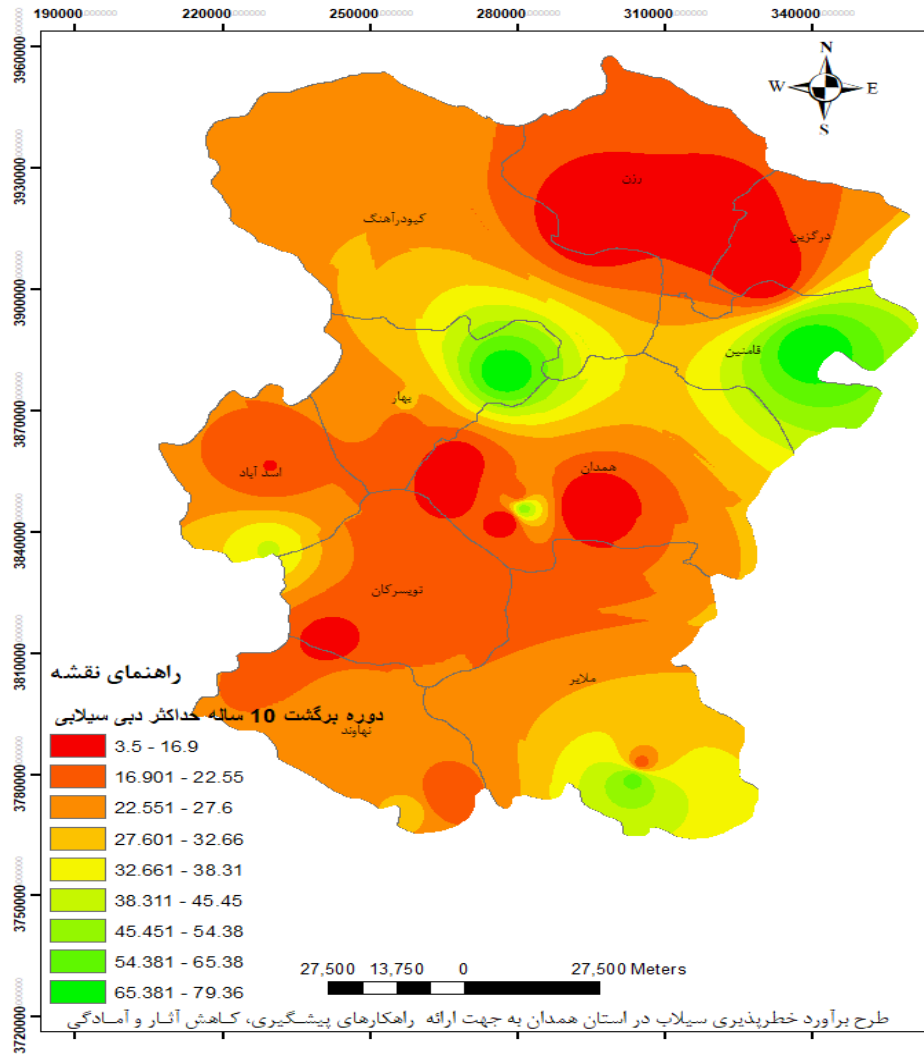 190000 220000 250000 280000 310000 340000
3960000
3930000
3900000
3870000
3840000
3810000
3780000
3750000
3720000
N
W E
S
رزن
درگزین
کبودرآهنگ
قامنین
بهار
همدان
اسد آباد
تویسرکان
ملایر
نهاوند
راهنمای نقشه
دوره برگشت 10 ساله حداکثر دبی سیلابی
3.5 - 16.9
16.901 - 22.55
22.551 - 27.6
27.601 - 32.66
32.661 - 38.31
38.311 - 45.45
45.451 - 54.38
54.381 - 65.38
65.381 - 79.36
27,500 13,750 0 27,500 Meters
طرح برآورد خطرپذیری سیلاب در استان همدان به جهت ارائه راهکارهای پیشگیری، کاهش آثار و آمادگی